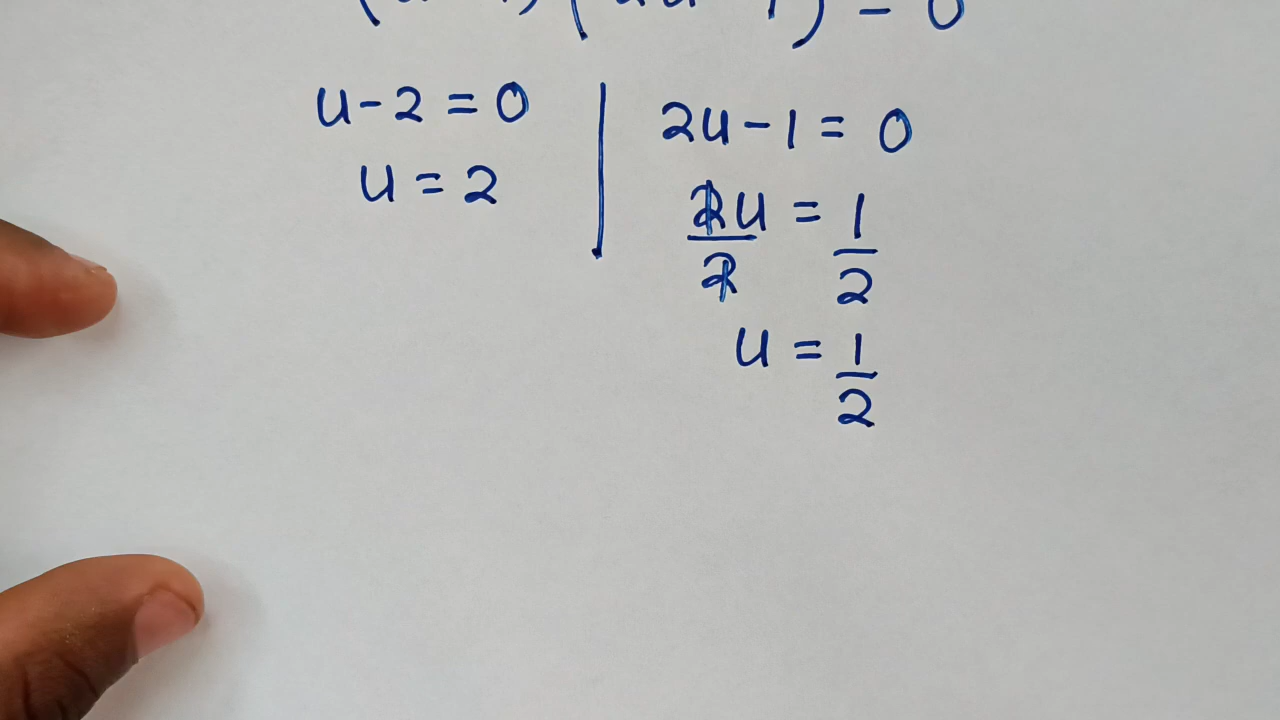 u - 2 = 0
u = 2
2u - 1 = 0
2u/2 = 1/2
u = 1/2